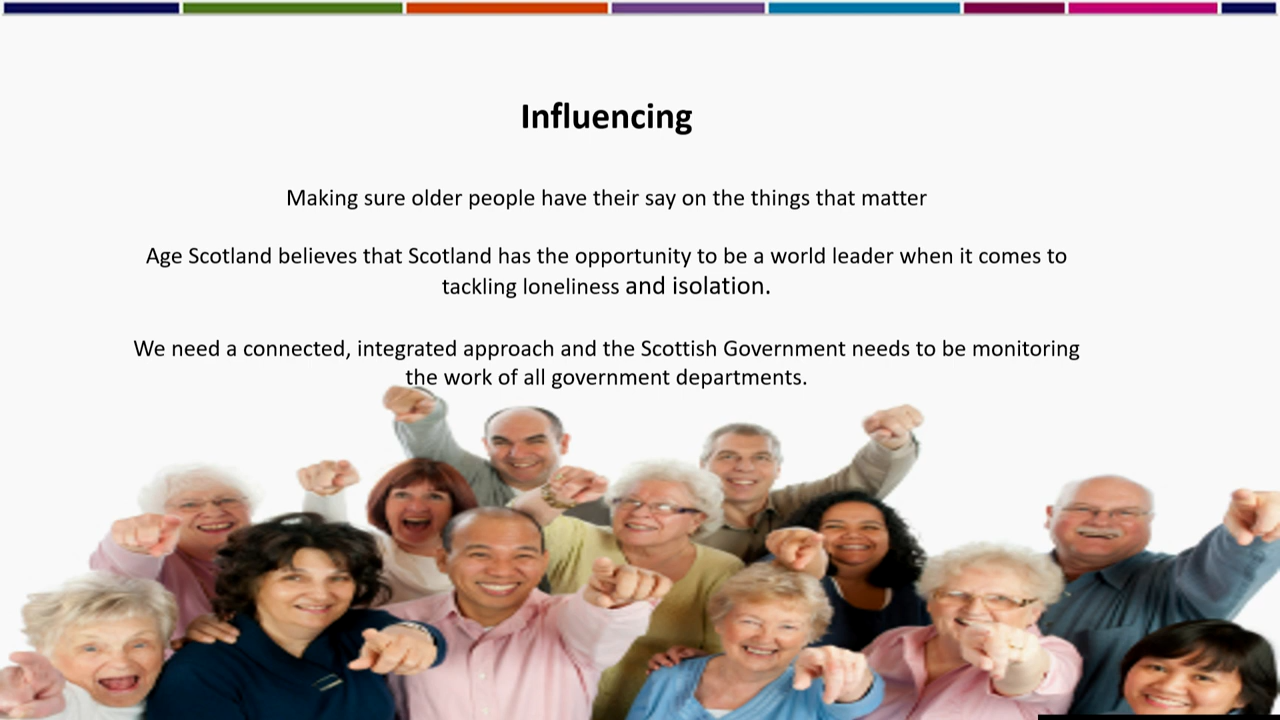 Influencing
Making sure older people have their say on the things that matter
Age Scotland believes that Scotland has the opportunity to be a world leader when it comes to
tackling loneliness and isolation.
We need a connected, integrated approach and the Scottish Government needs to be monitoring
the work of all government departments.